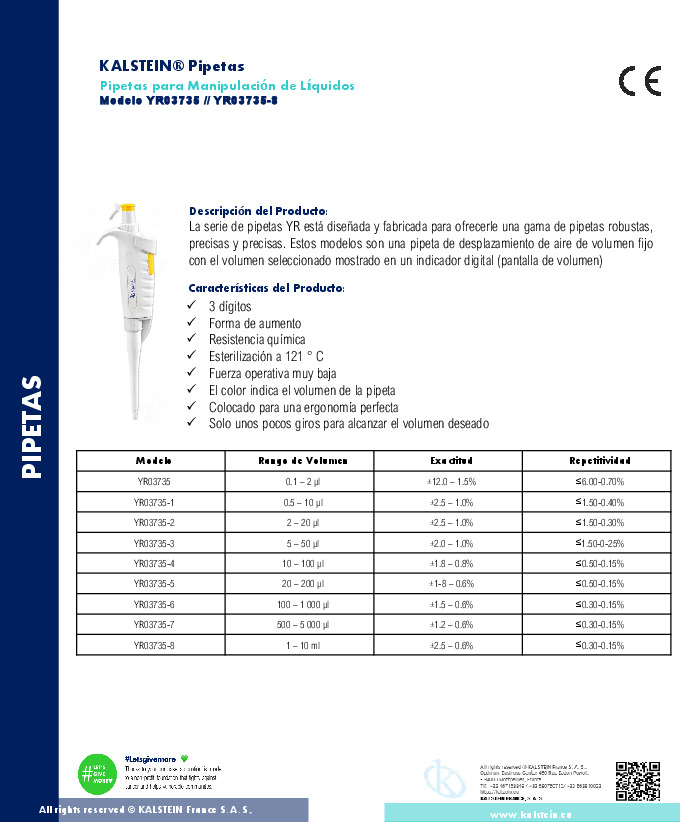 KALSTEIN® Pipetas
Pipetas para Manipulación de Líquidos
Modelo YR03735 // YR03735-8
CE
Descripción del Producto:
La serie de pipetas YR está diseñada y fabricada para ofrecerle una gama de pipetas robustas,
precisas y precisas. Estos modelos son una pipeta de desplazamiento de aire de volumen fijo
con el volumen seleccionado mostrado en un indicador digital (pantalla de volumen)
Características del Producto:
✓ 3 dígitos
✓ Forma de aumento
✓ Resistencia química
✓ Esterilización a 121 ° C
✓ Fuerza operativa muy baja
✓ El color indica el volumen de la pipeta
✓ Colocado para una ergonomía perfecta
✓ Solo unos pocos giros para alcanzar el volumen deseado
PIPETAS
Modelo Rango de Volumen Exactitud Repetitividad
YR03735 0.1 – 2 µl ±12.0 – 1.5% ≤6.00-0.70%
YR03735-1 0.5 – 10 µl ±2.5 – 1.0% ≤1.50-0.40%
YR03735-2 2 – 20 µl ±2.5 – 1.0% ≤1.50-0.30%
YR03735-3 5 – 50 µl ±2.0 – 1.0% ≤1.50-0-25%
YR03735-4 10 – 100 µl ±1.8 – 0.8% ≤0.50-0.15%
YR03735-5 20 – 200 µl ±1-8 – 0.6% ≤0.50-0.15%
YR03735-6 100 – 1 000 µl ±1.5 – 0.6% ≤0.30-0.15%
YR03735-7 500 – 5 000 µl ±1.2 – 0.6% ≤0.30-0.15%
YR03735-8 1 – 10 ml ±2.5 – 0.6% ≤0.30-0.15%
# LET'S
GIVE
MORE
#Letsgivemore
All rights reserved © KALSTEIN France S. A. S.,
KALSTEIN FRANCE, S. A. S
All rights reserved © KALSTEIN France S. A. S.,
www.kalstein.eu